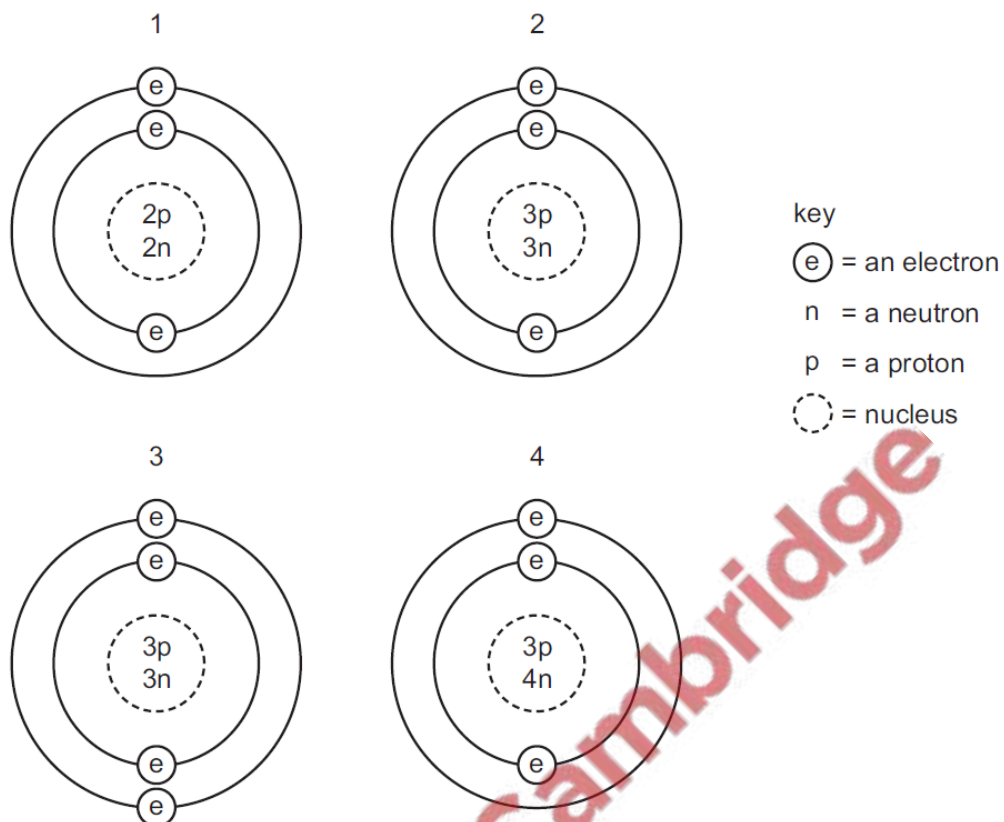 1
2
e
e
e
e
2p
2n
3p
3n
e
e
key
e = an electron
n = a neutron
p = a proton
= nucleus
3
4
e
e
e
e
3p
3n
3p
4n
e
e
e
Cambridge